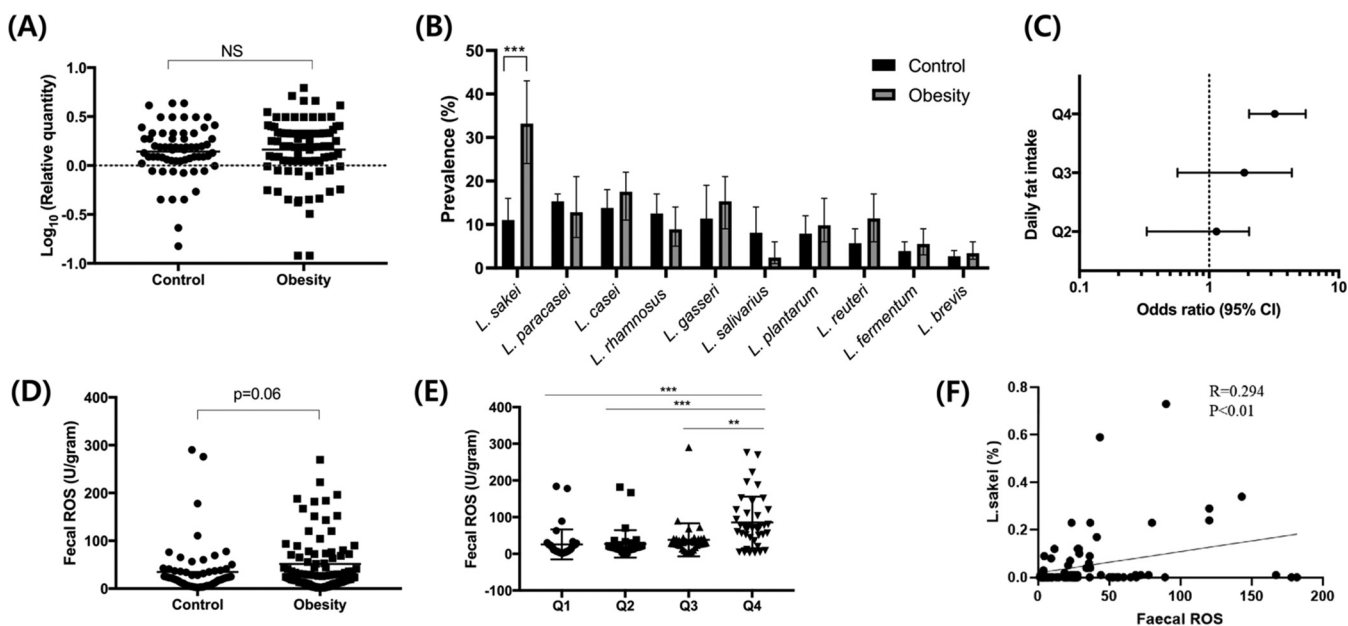 (A)
NS
Log10 (Relative quantity)
1.0
0.5
0.0
-0.5
-1.0
Control
Obesity
(B)
***
Prevalence (%)
50
40
30
20
10
0
Control
Obesity
L. sakei
L. paracasei
L. casei
L. rhamnosus
L. gasseri
L. salivarius
L. plantarum
L. reuteri
L. fermentum
L. brevis
(C)
Daily fat intake
Q4
Q3
Q2
0.1
1
10
Odds ratio (95% CI)
(D)
p=0.06
Fecal ROS (U/gram)
400
300
200
100
0
Control
Obesity
(E)
***
***
**
Fecal ROS (U/gram)
400
300
200
100
0
-100
Q1
Q2
Q3
Q4
(F)
R=0.294
P<0.01
L.sakei (%)
0.8
0.6
0.4
0.2
0.0
0
50
100
150
200
Faecal ROS